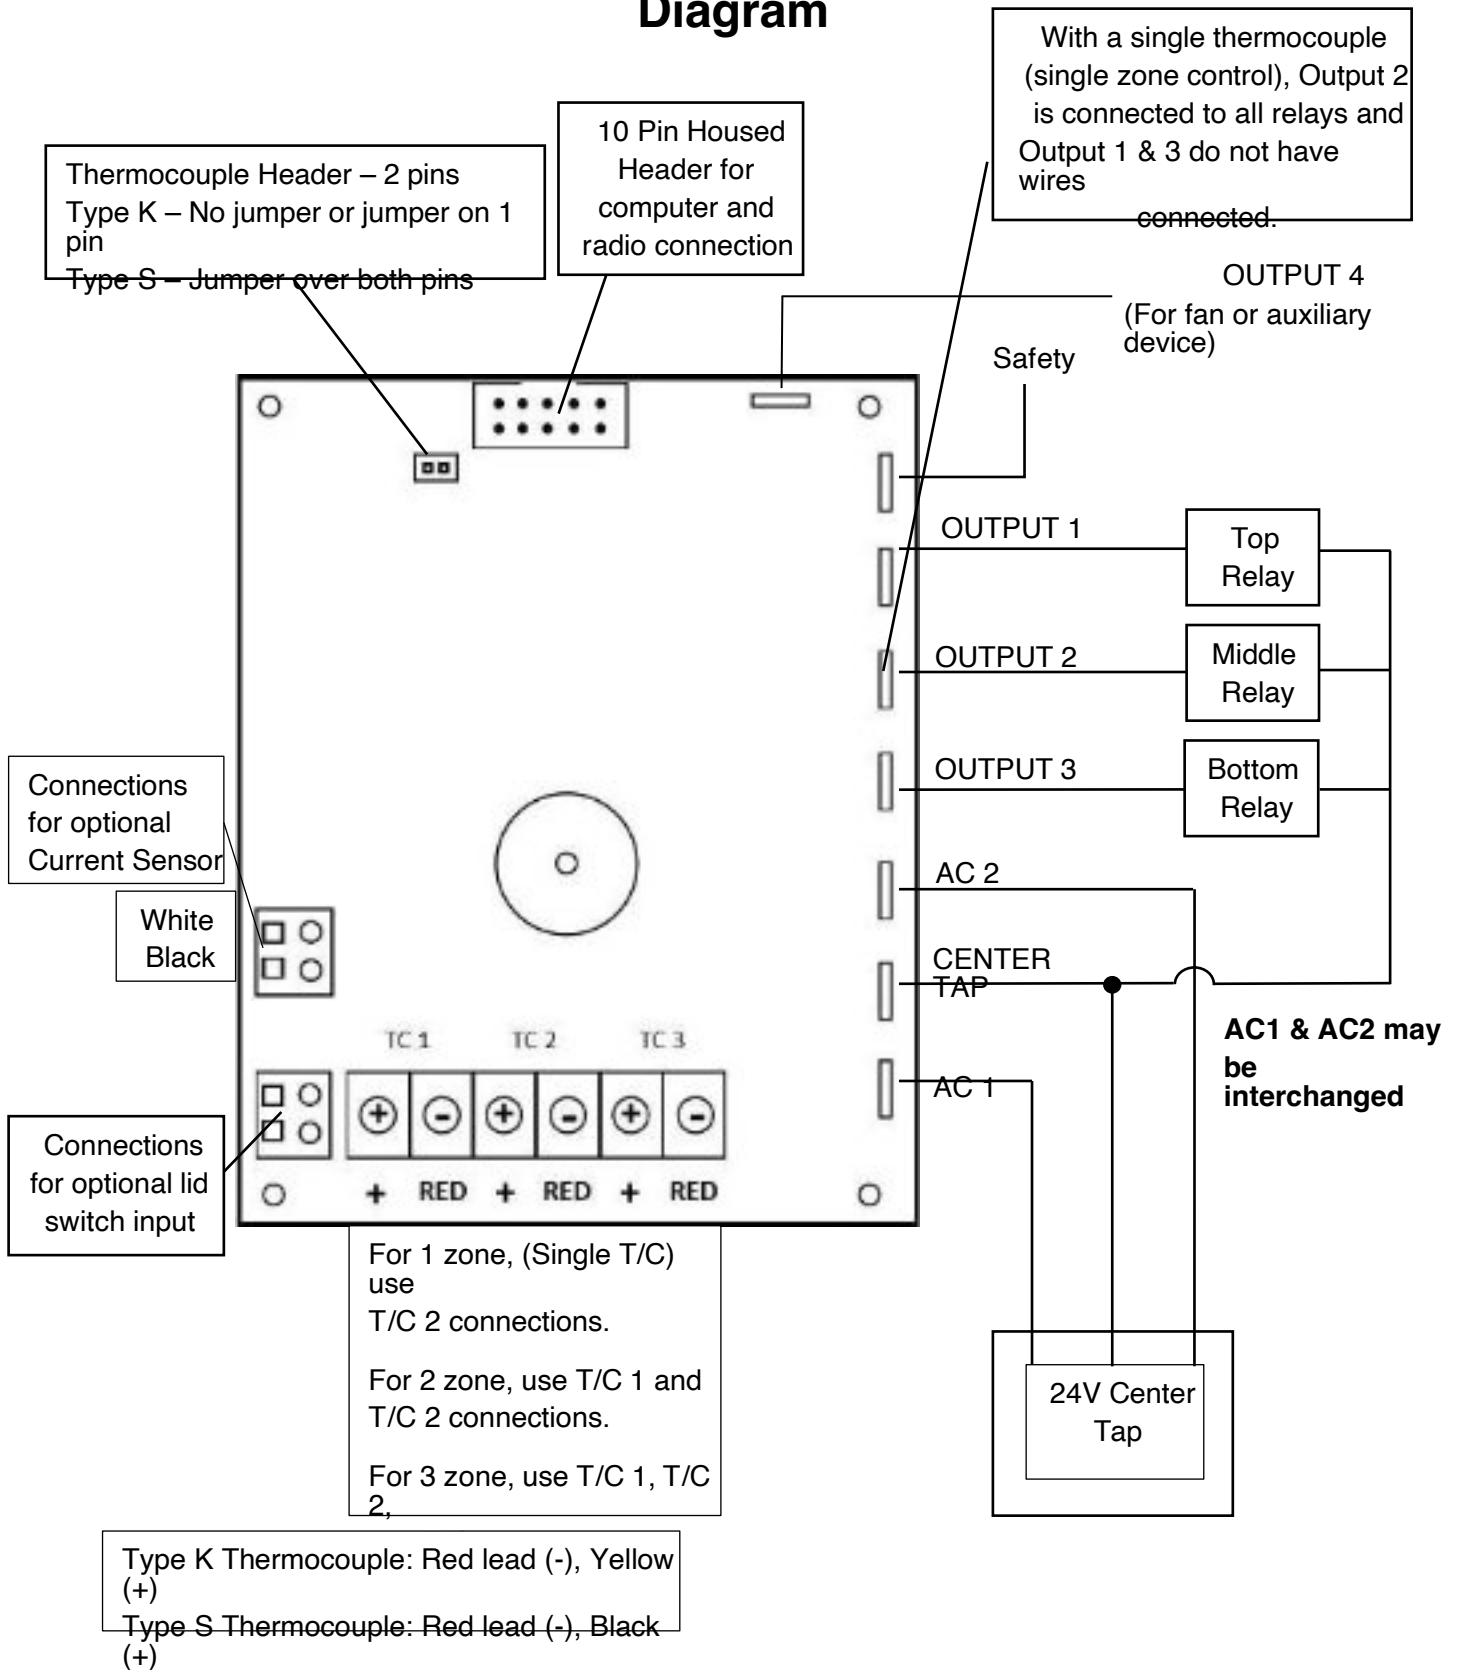 Diagram
With a single thermocouple
(single zone control), Output 2
is connected to all relays and
Output 1 & 3 do not have
wires
connected.
10 Pin Housed
Header for
computer and
radio connection
Thermocouple Header – 2 pins
Type K – No jumper or jumper on 1
pin
Type S – Jumper over both pins
OUTPUT 4
(For fan or auxiliary
device)
Safety
OUTPUT 1
Top
Relay
OUTPUT 2
Middle
Relay
OUTPUT 3
Bottom
Relay
Connections
for optional
Current Sensor
White
Black
AC 2
CENTER
TAP
AC1 & AC2 may
be
interchanged
AC 1
TC 1 TC 2 TC 3
+ - + - + -
+ RED + RED + RED
Connections
for optional lid
switch input
For 1 zone, (Single T/C)
use
T/C 2 connections.
For 2 zone, use T/C 1 and
T/C 2 connections.
For 3 zone, use T/C 1, T/C
2,
24V Center
Tap
Type K Thermocouple: Red lead (-), Yellow
(+)
Type S Thermocouple: Red lead (-), Black
(+)